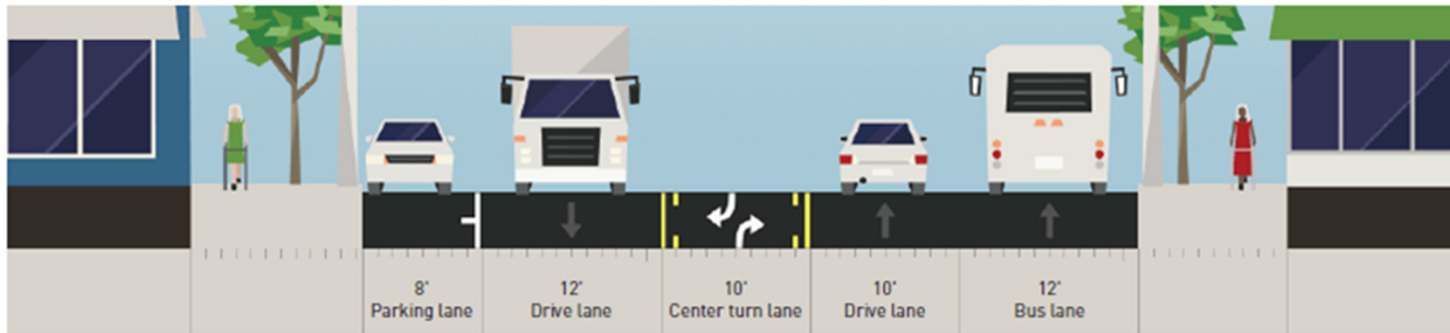 8'
Parking lane
12'
Drive lane
10'
Center turn lane
10'
Drive lane
12'
Bus lane